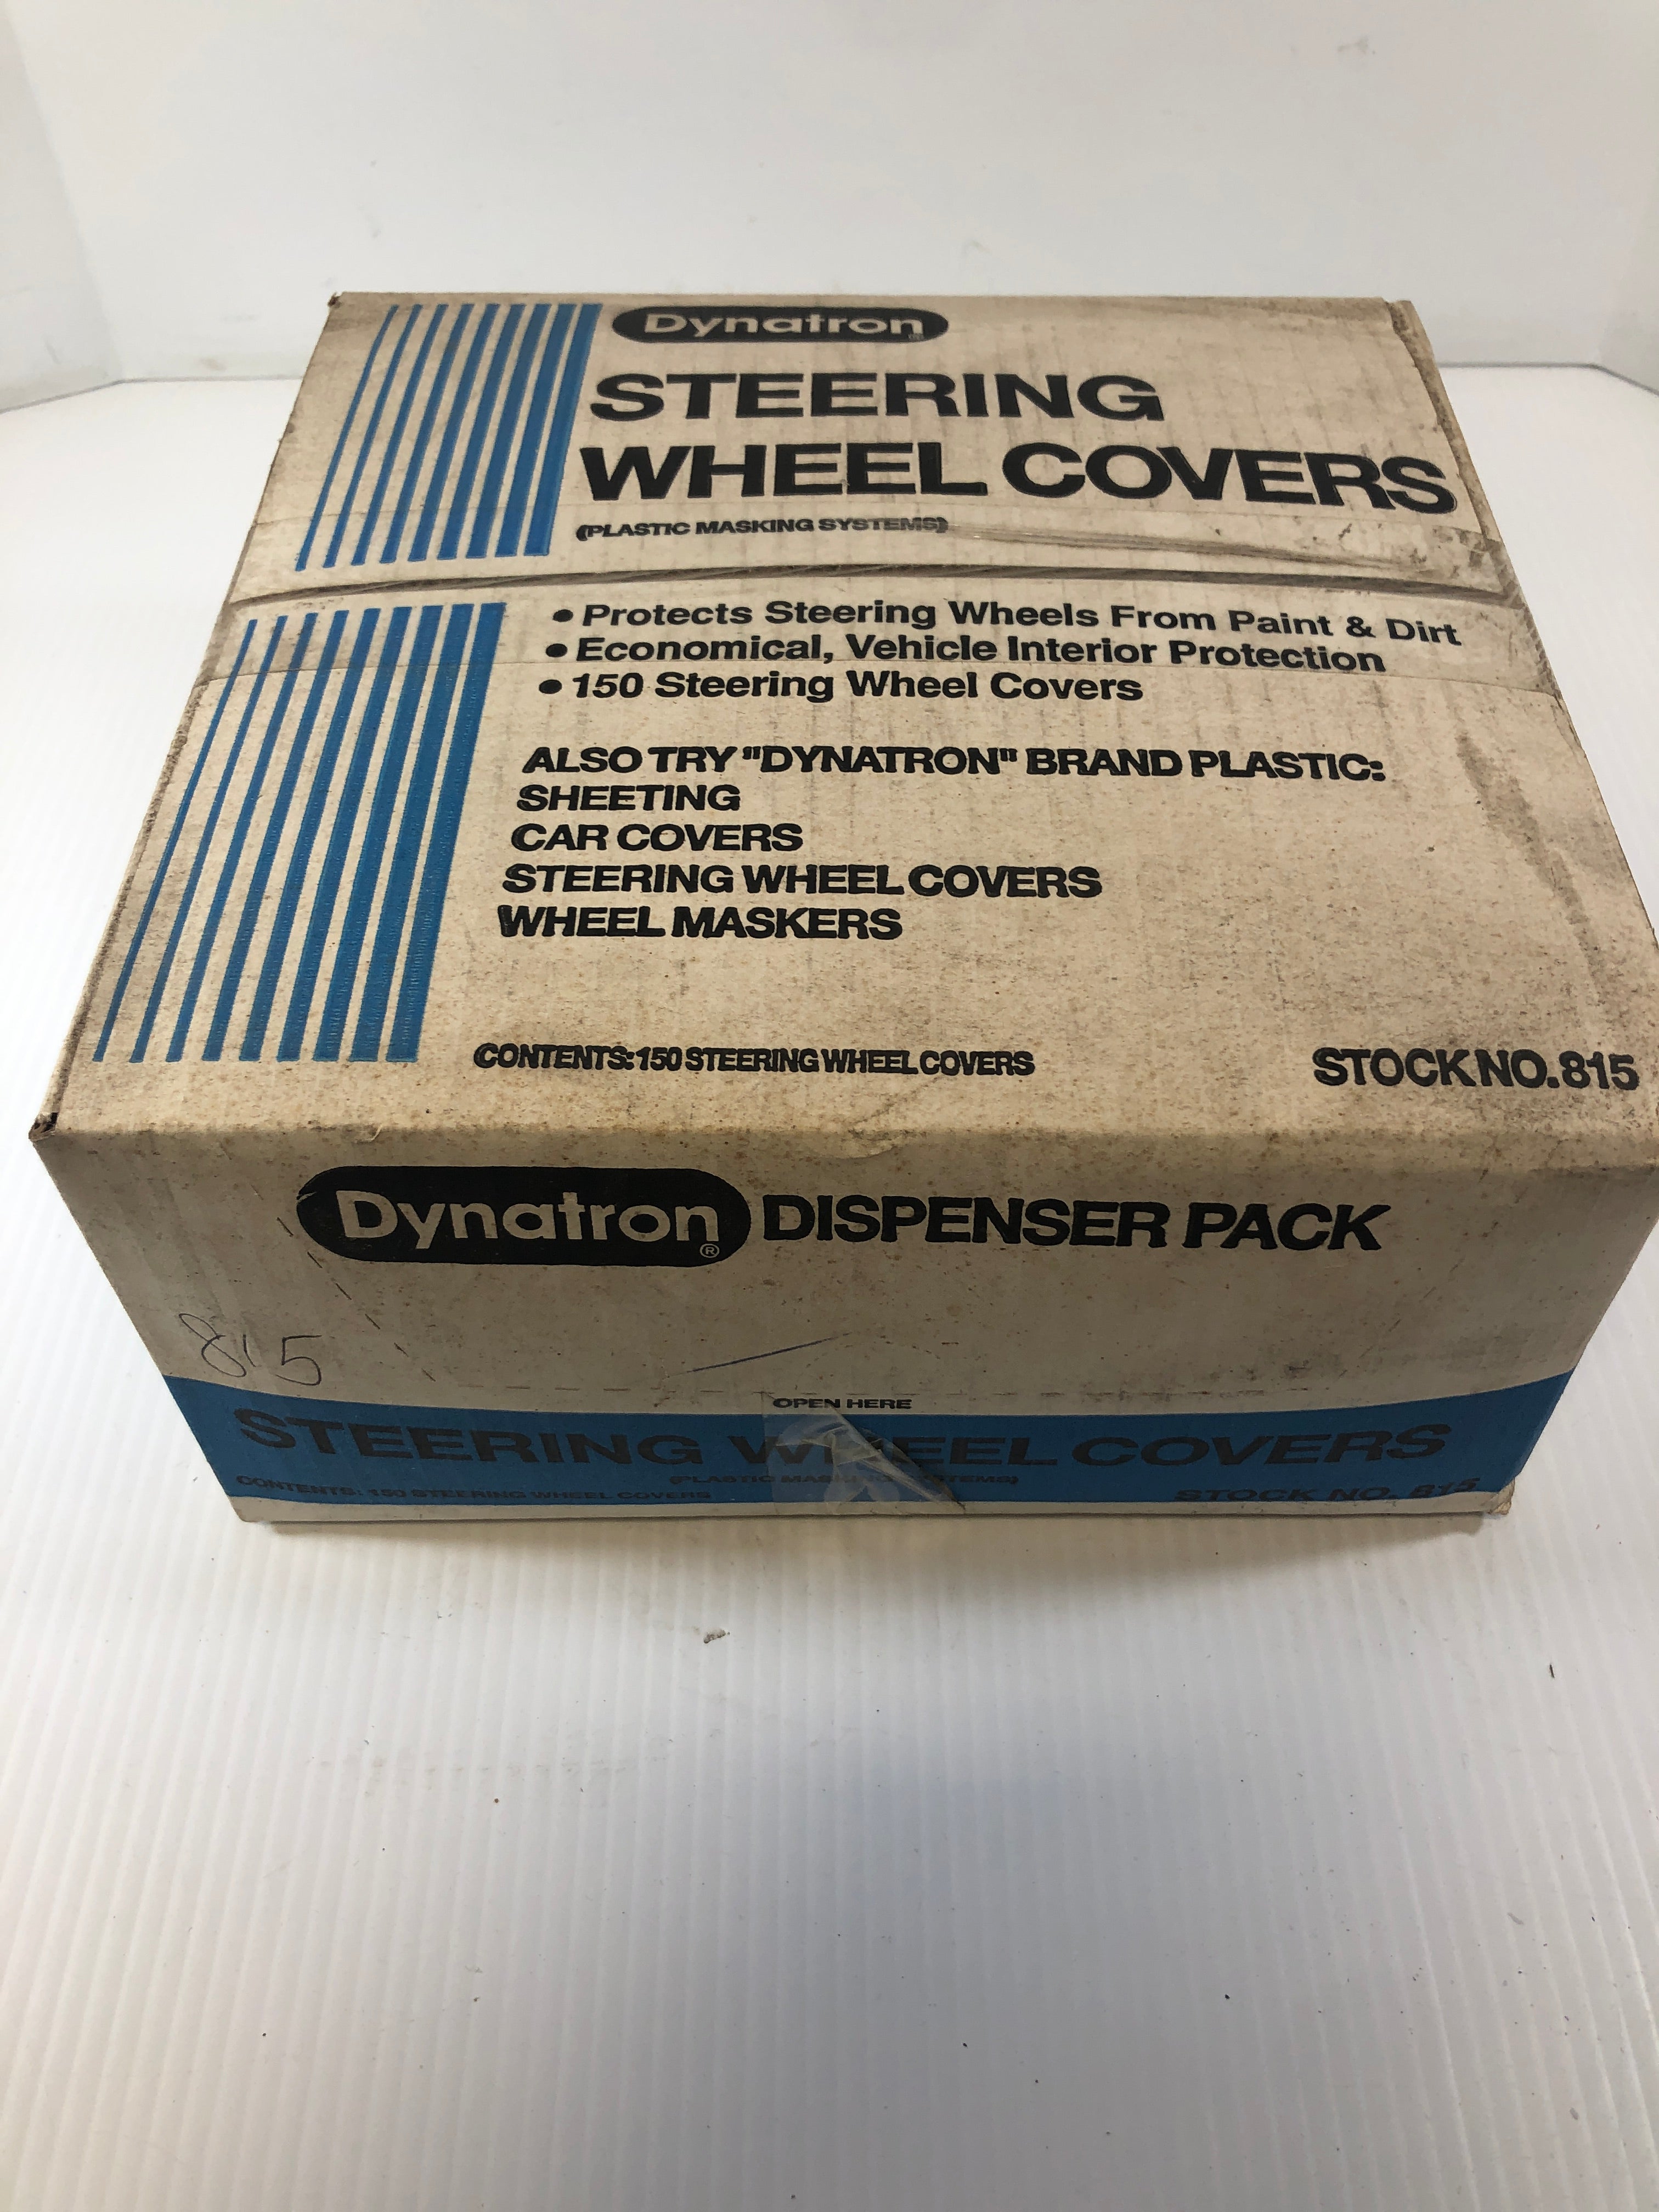 Dynatron
STEERING
WHEEL COVERS
(PLASTIC MASKING SYSTEMS)
• Protects Steering Wheels From Paint & Dirt
• Economical, Vehicle Interior Protection
• 150 Steering Wheel Covers
ALSO TRY "DYNATRON" BRAND PLASTIC:
SHEETING
CAR COVERS
STEERING WHEEL COVERS
WHEEL MASKERS
CONTENTS: 150 STEERING WHEEL COVERS
STOCK NO. 815
Dynatron® DISPENSER PACK
815
OPEN HERE
STEERING WHEEL COVERS
(PLASTIC MASKING SYSTEMS)
CONTENTS: 150 STEERING WHEEL COVERS
STOCK NO. 815